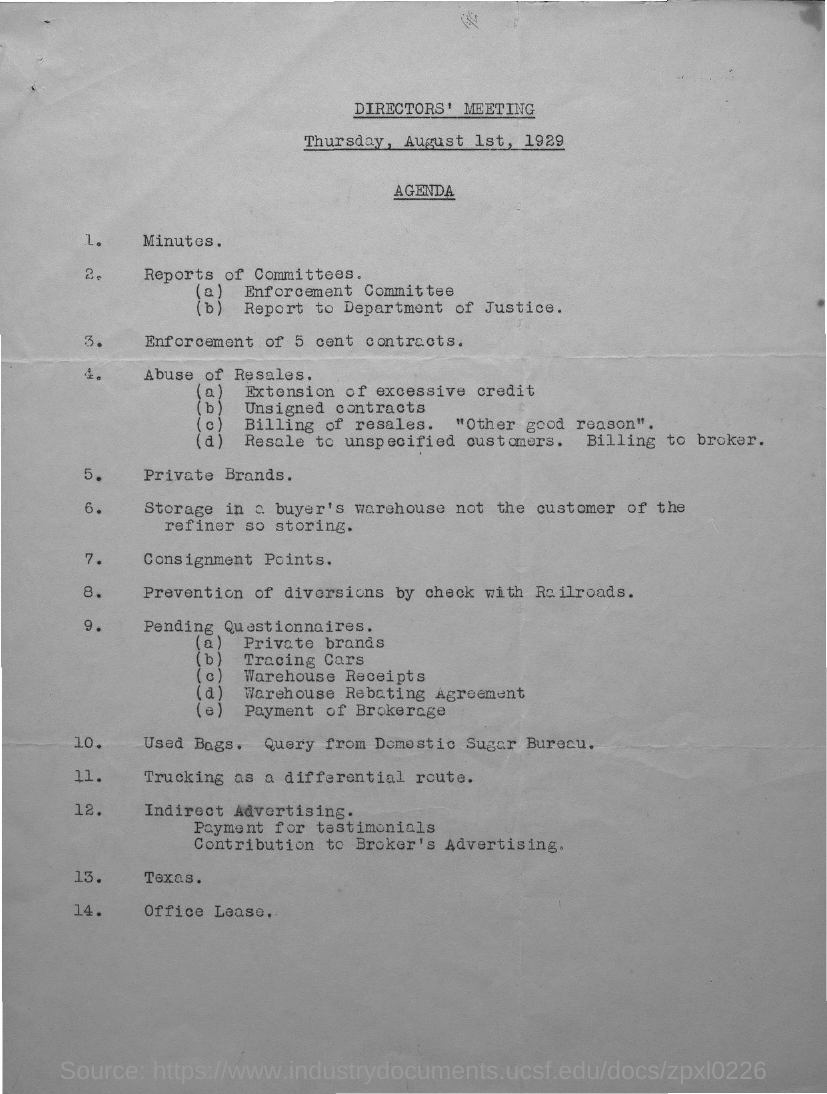 DIRECTORS' MEETING
Thursday, August 1st, 1929
AGENDA
1. Minutes.
2. Reports of Committees.
(a) Enforcement Committee
(b) Report to Department of Justice.
3. Enforcement of 5 cent contracts.
4. Abuse of Resales.
(a) Extension of excessive credit
(b) Unsigned contracts
(c) Billing of resales. "Other good reason".
(d) Resale to unspecified customers. Billing to broker.
5. Private Brands.
6. Storage in a buyer's warehouse not the customer of the
refiner so storing.
7. Consignment Points.
8. Prevention of diversions by check with Railroads.
9. Pending Questionnaires.
(a) Private brands
(b) Tracing Cars
(c) Warehouse Receipts
(d) Warehouse Rebating Agreement
(e) Payment of Brokerage
10. Used Bags. Query from Domestic Sugar Bureau.
11. Trucking as a differential route.
12. Indirect Advertising.
Payment for testimonials
Contribution to Broker's Advertising.
13. Texas.
14. Office Lease.
Source: https://www.industrydocuments.ucsf.edu/docs/zpxl0226